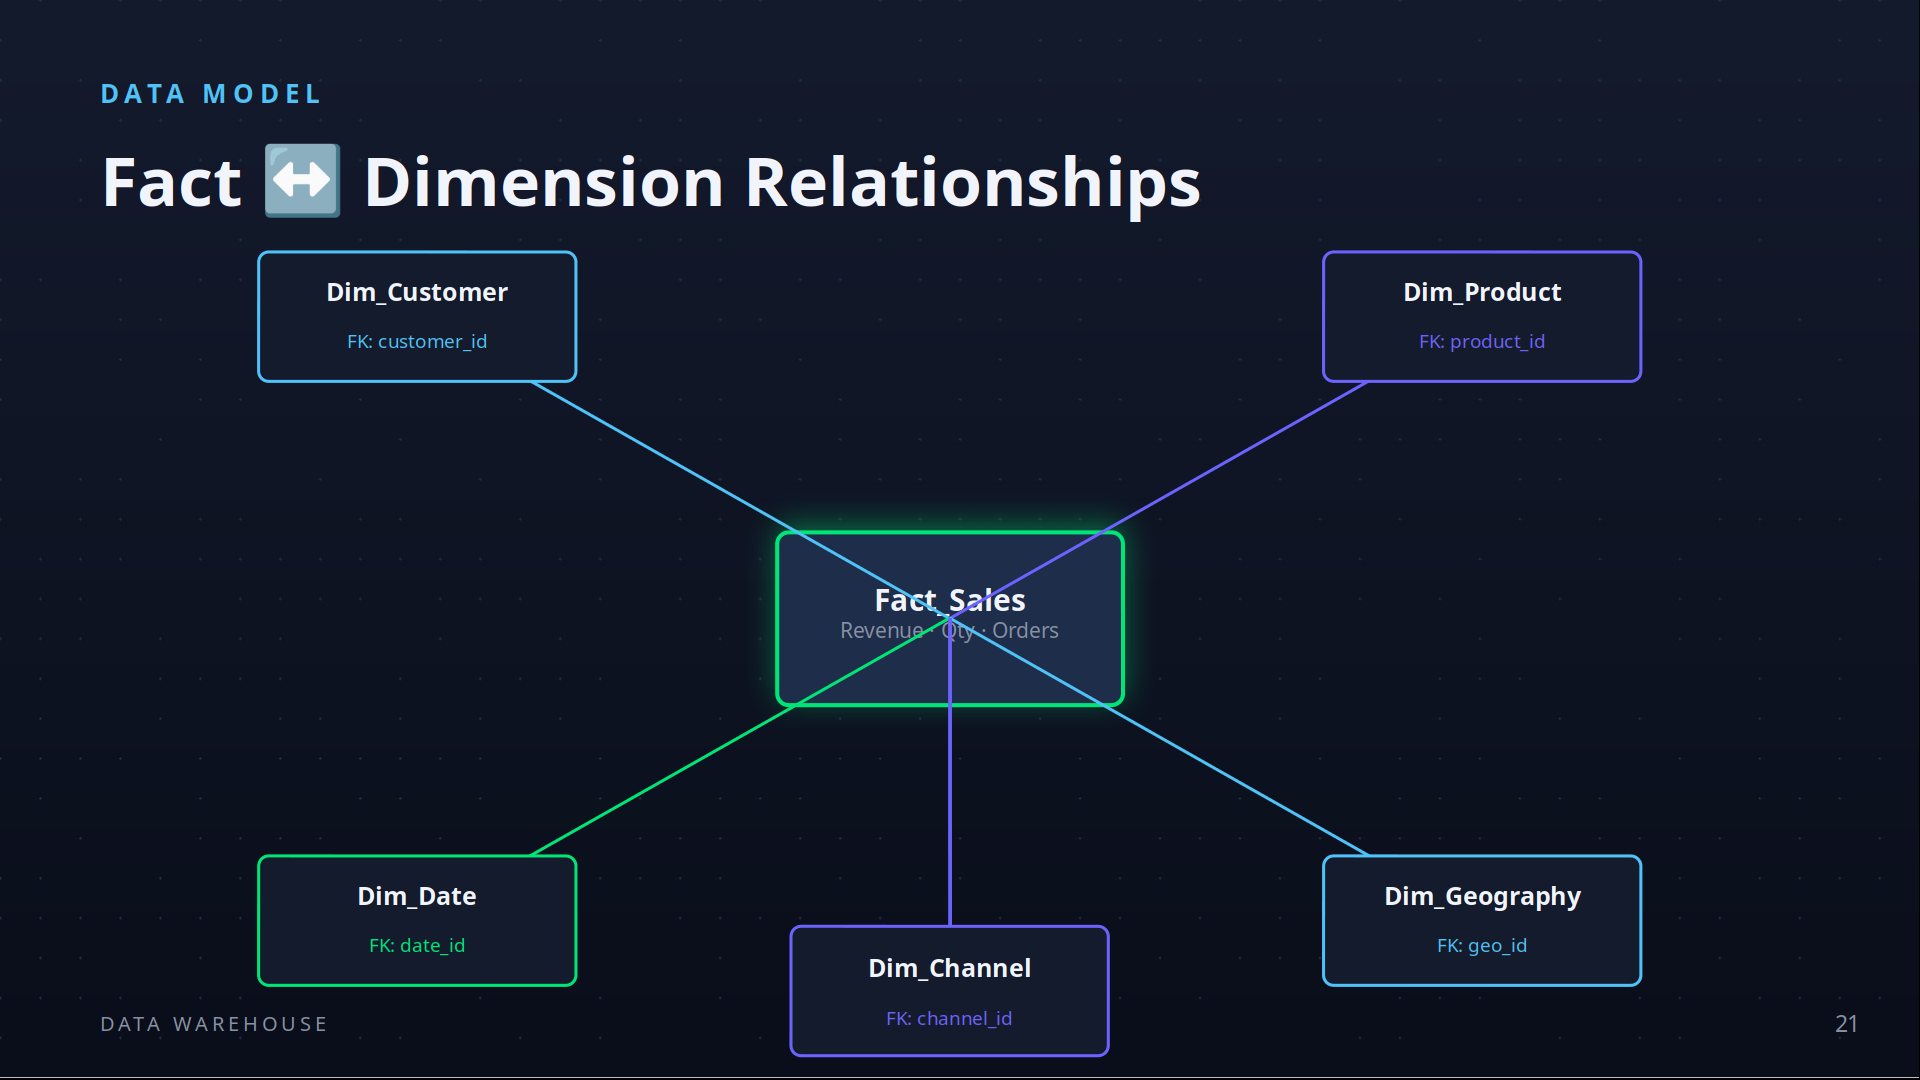 DATA MODEL
Fact ↔️ Dimension Relationships
Dim_Customer
FK: customer_id
Dim_Product
FK: product_id
Fact_Sales
Revenue · Qty · Orders
Dim_Date
FK: date_id
Dim_Geography
FK: geo_id
Dim_Channel
FK: channel_id
DATA WAREHOUSE
21